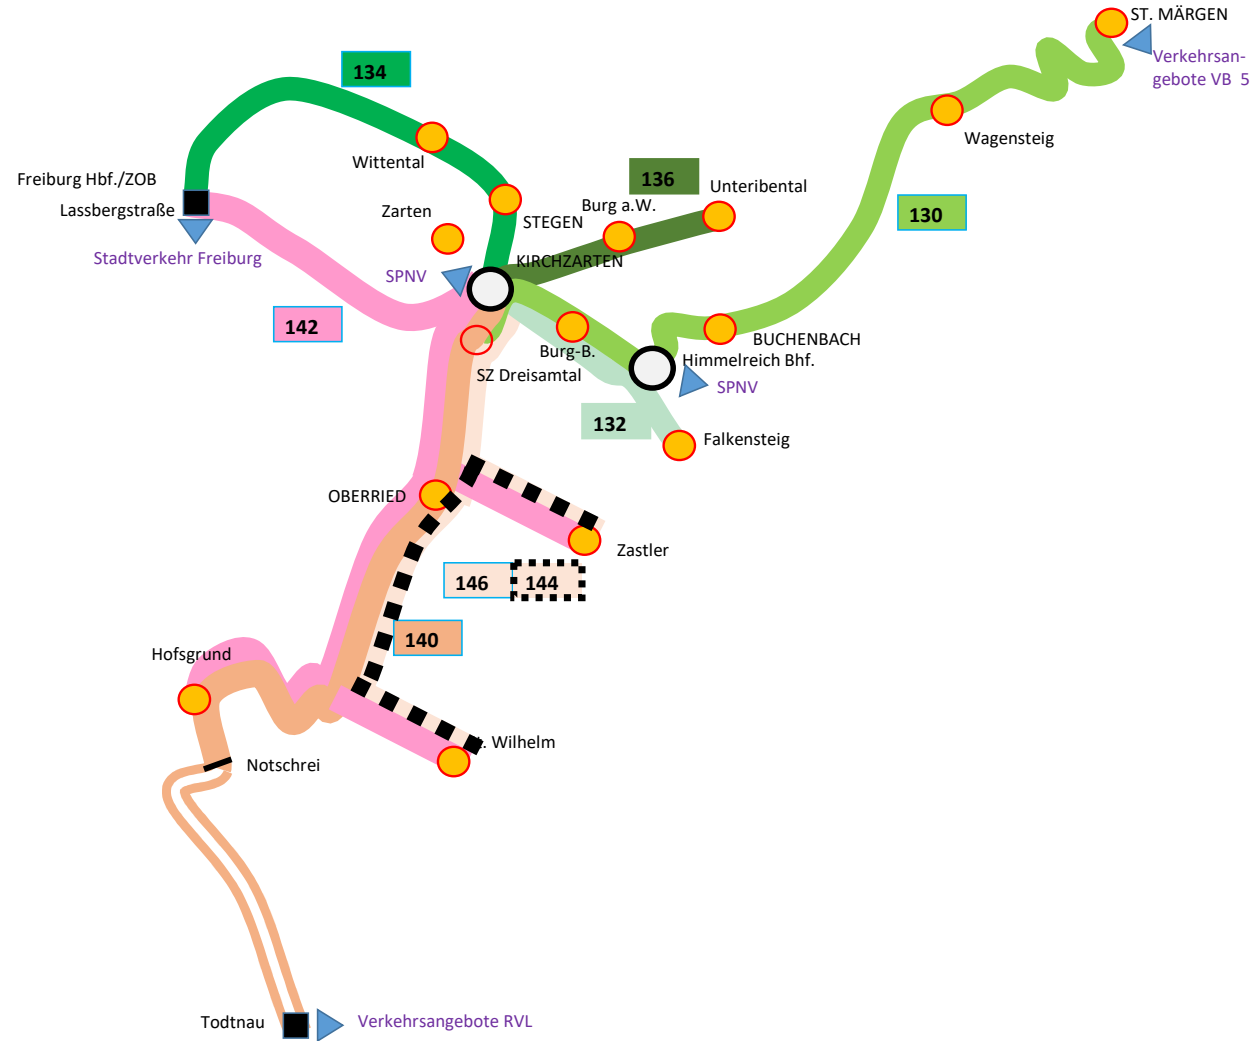 ST. MÄRGEN
Verkehrsan-
gebote VB 5
134
Wagensteig
Wittental
Freiburg Hbf./ZOB
Lassbergstraße
136
Unteribental
Burg a.W.
Zarten
STEGEN
130
Stadtverkehr Freiburg
SPNV
KIRCHZARTEN
142
BUCHENBACH
Burg-B.
Himmelreich Bhf.
SZ Dreisamtal
SPNV
132
Falkensteig
OBERRIED
Zastler
146
144
140
Hofsgrund
. Wilhelm
Notschrei
Todtnau
Verkehrsangebote RVL